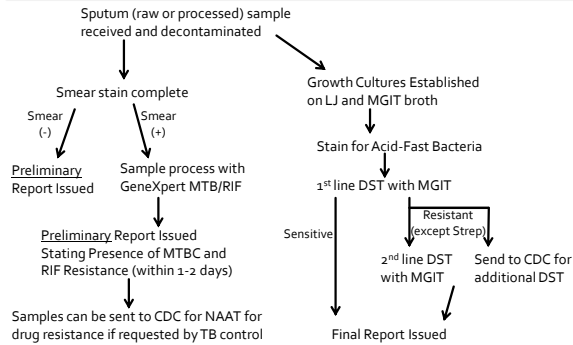 Sputum (raw or processed) sample
received and decontaminated
Smear stain complete
Smear
(-)
Smear
(+)
Preliminary
Report Issued
Sample process with
GeneXpert MTB/RIF
Preliminary Report Issued
Stating Presence of MTBC and
RIF Resistance (within 1-2 days)
Samples can be sent to CDC for NAAT for
drug resistance if requested by TB control
Growth Cultures Established
on LJ and MGIT broth
Stain for Acid-Fast Bacteria
1st line DST with MGIT
Sensitive
Resistant
(except Strep)
2nd line DST
with MGIT
Send to CDC for
additional DST
Final Report Issued